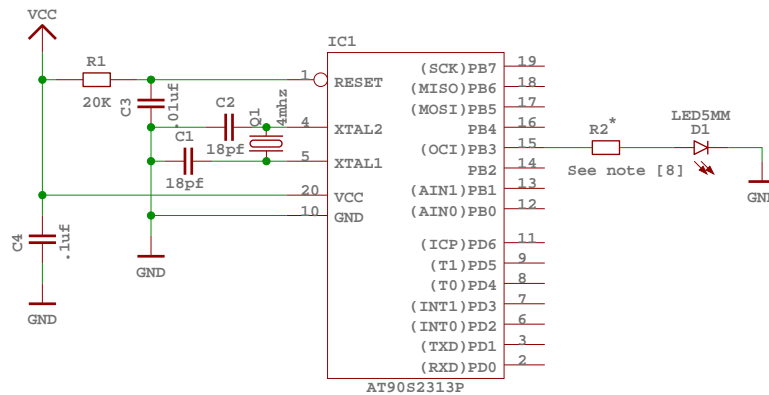 VCC
IC1
R1
20K
C3
.01uf
C2
18pf
C1
18pf
Q1
4mhz
C4
.1uf
GND
GND
1 RESET
4 XTAL2
5 XTAL1
20 VCC
10 GND
(SCK)PB7 19
(MISO)PB6 18
(MOSI)PB5 17
PB4 16
(OCI)PB3 15
PB2 14
(AIN1)PB1 13
(AIN0)PB0 12
(ICP)PD6 11
(T1)PD5 9
(T0)PD4 8
(INT1)PD3 7
(INT0)PD2 6
(TXD)PD1 3
(RXD)PD0 2
AT90S2313P
R2*
See note [8]
LED5MM
D1
GND